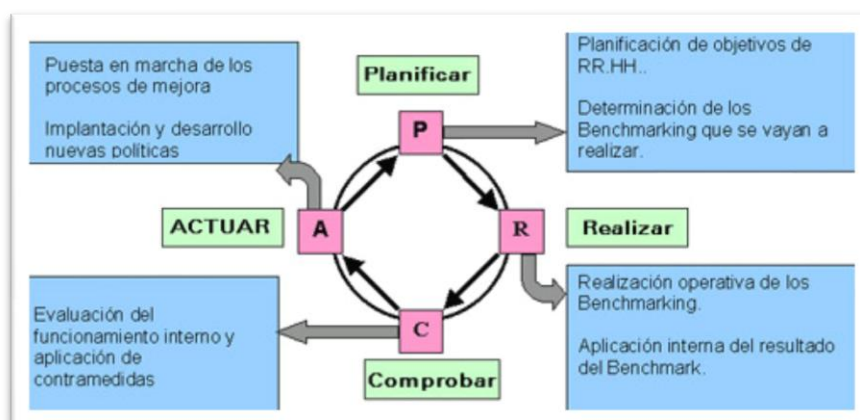 Puesta en marcha de los
procesos de mejora
Implantación y desarrollo
nuevas políticas
Planificar
Planificación de objetivos de
RR.HH..
Determinación de los
Benchmarking que se vayan a
realizar.
P
ACTUAR
A
R
Realizar
Evaluación del
funcionamiento interno y
aplicación de
contramedidas
C
Comprobar
Realización operativa de los
Benchmarking.
Aplicación interna del resultado
del Benchmark.